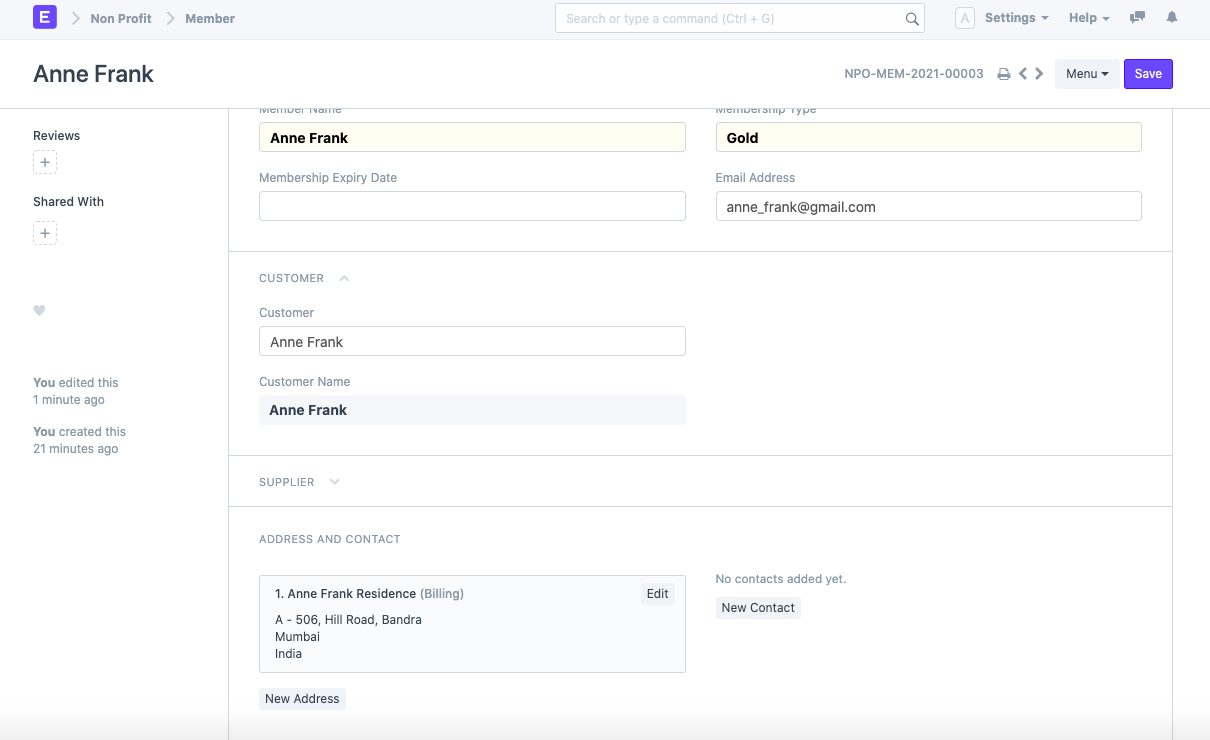 E
Non Profit
Member
Search or type a command (Ctrl + G)
A
Settings
Help
Anne Frank
NPO-MEM-2021-00003
Menu
Save
Reviews
+
Shared With
+
You edited this
1 minute ago
You created this
21 minutes ago
Member Name
Anne Frank
Membership Type
Gold
Membership Expiry Date
Email Address
anne_frank@gmail.com
CUSTOMER
Customer
Anne Frank
Customer Name
Anne Frank
SUPPLIER
ADDRESS AND CONTACT
1. Anne Frank Residence (Billing)
Edit
A - 506, Hill Road, Bandra
Mumbai
India
New Address
No contacts added yet.
New Contact